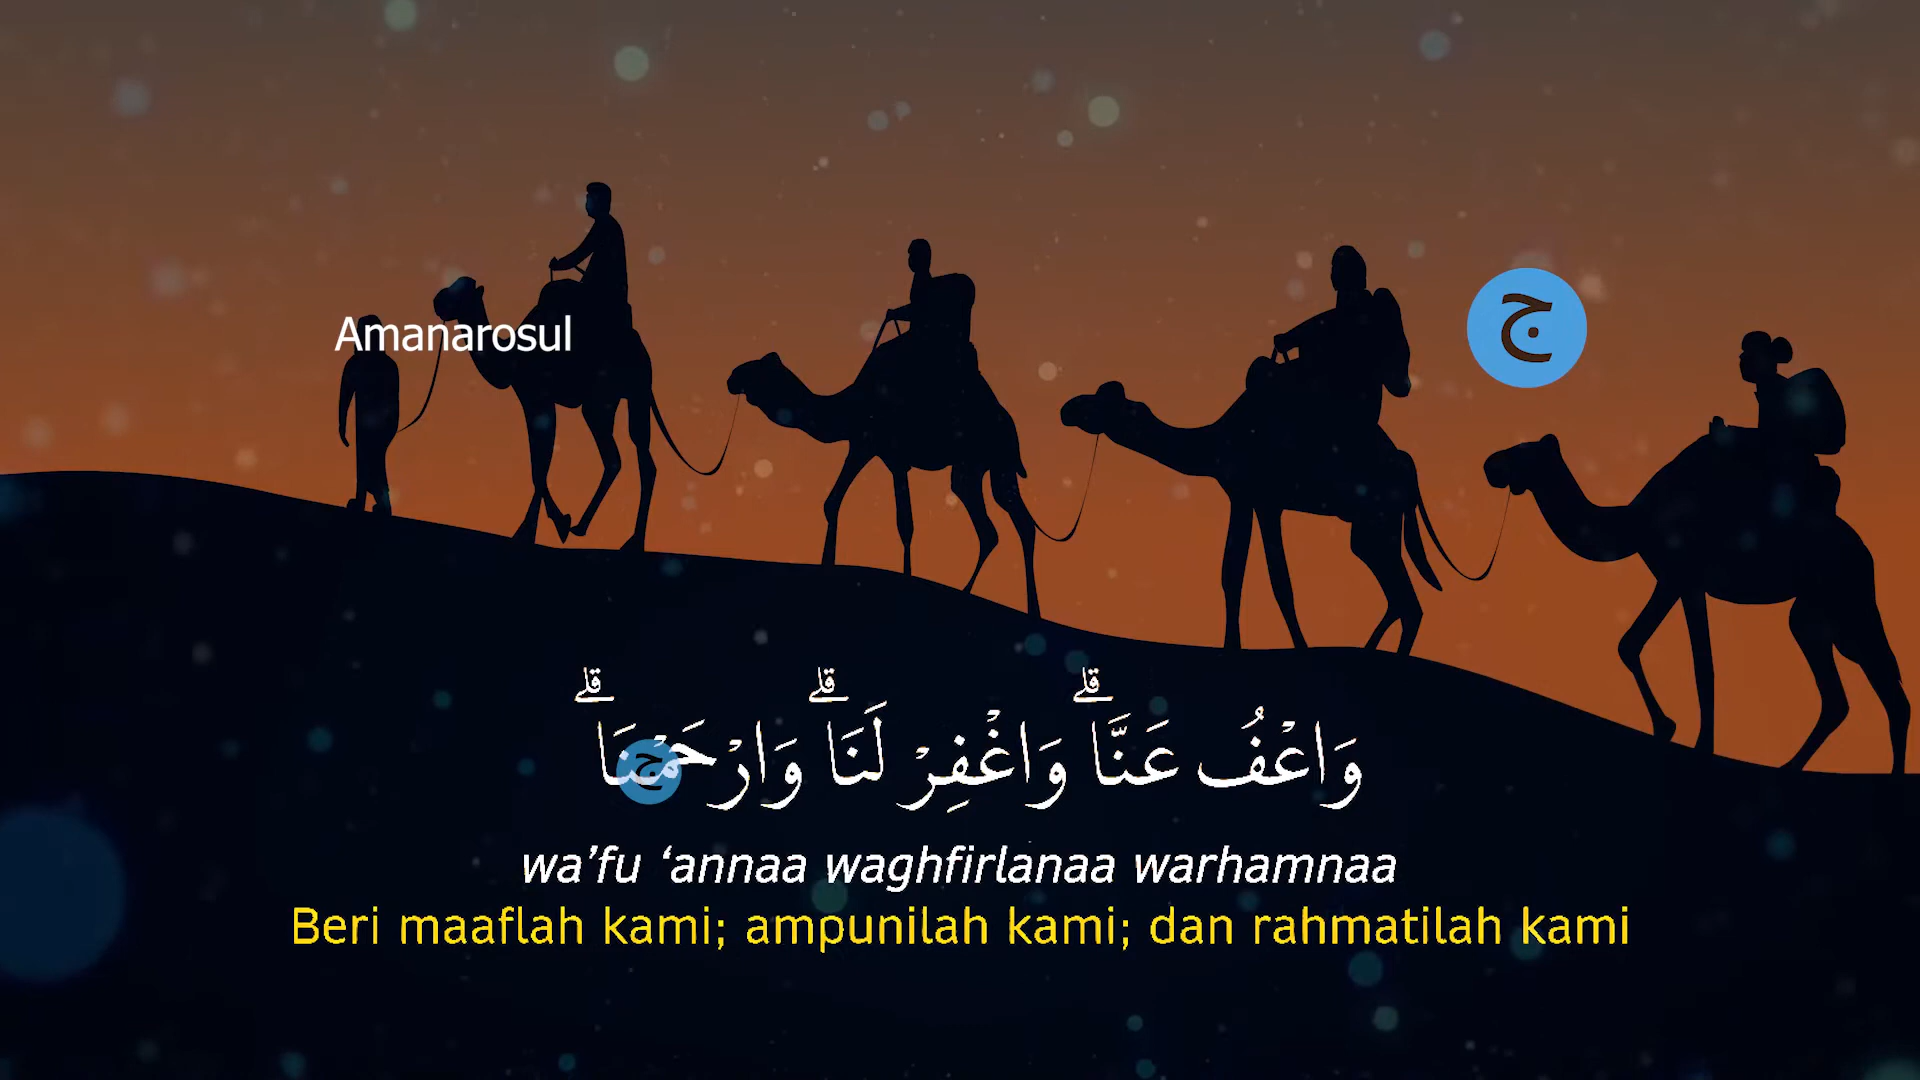 Amanarosul
ج
وَاعْفُ عَنَّاۗ وَاغْفِرْ لَنَاۗ وَارْحَمْنَاۗ
ج
wa’fu ‘annaa waghfirlanaa warhamnaa
Beri maaflah kami; ampunilah kami; dan rahmatilah kami